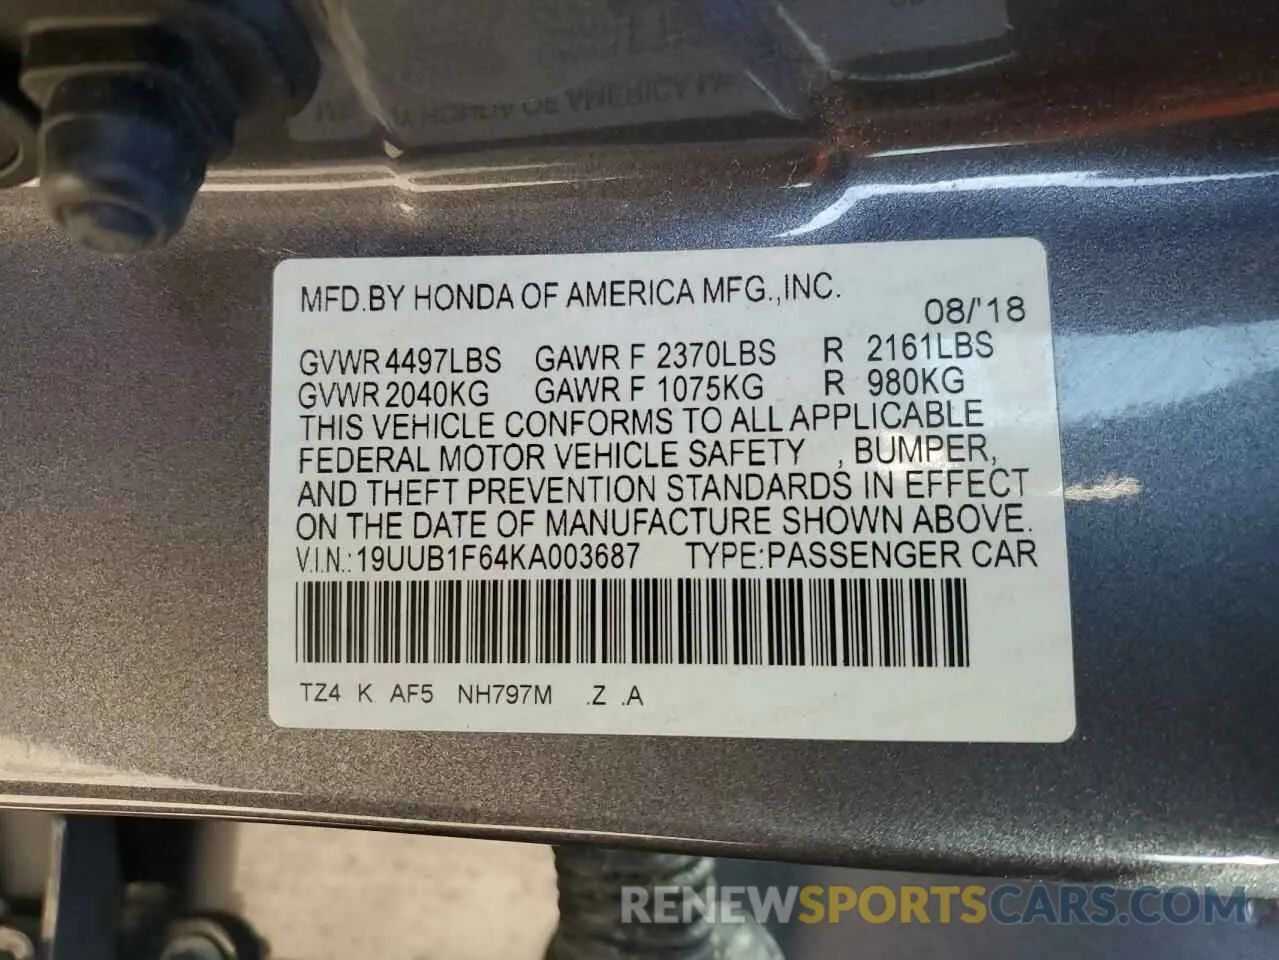 MFD.BY HONDA OF AMERICA MFG.,INC.
08/'18
GVWR 4497LBS GAWR F 2370LBS R 2161LBS
GVWR 2040KG GAWR F 1075KG R 980KG
THIS VEHICLE CONFORMS TO ALL APPLICABLE
FEDERAL MOTOR VEHICLE SAFETY , BUMPER,
AND THEFT PREVENTION STANDARDS IN EFFECT
ON THE DATE OF MANUFACTURE SHOWN ABOVE.
V.I.N.:19UUB1F64KA003687 TYPE:PASSENGER CAR
TZ4 K AF5 NH797M .Z .A
RENEWSPORTSCARS.COM